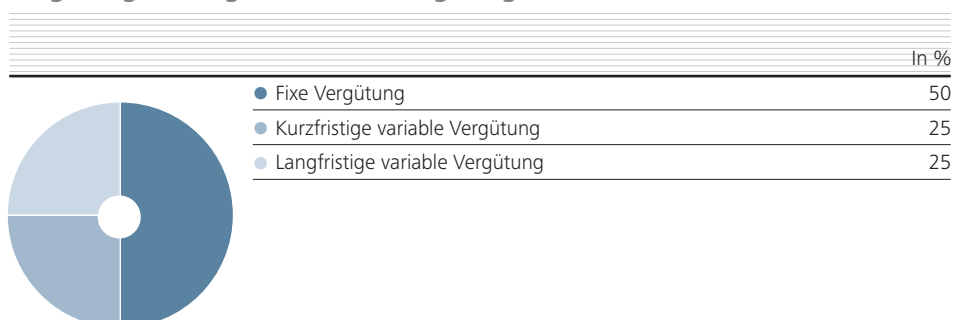 In %
Fixe Vergütung 50
Kurzfristige variable Vergütung 25
Langfristige variable Vergütung 25